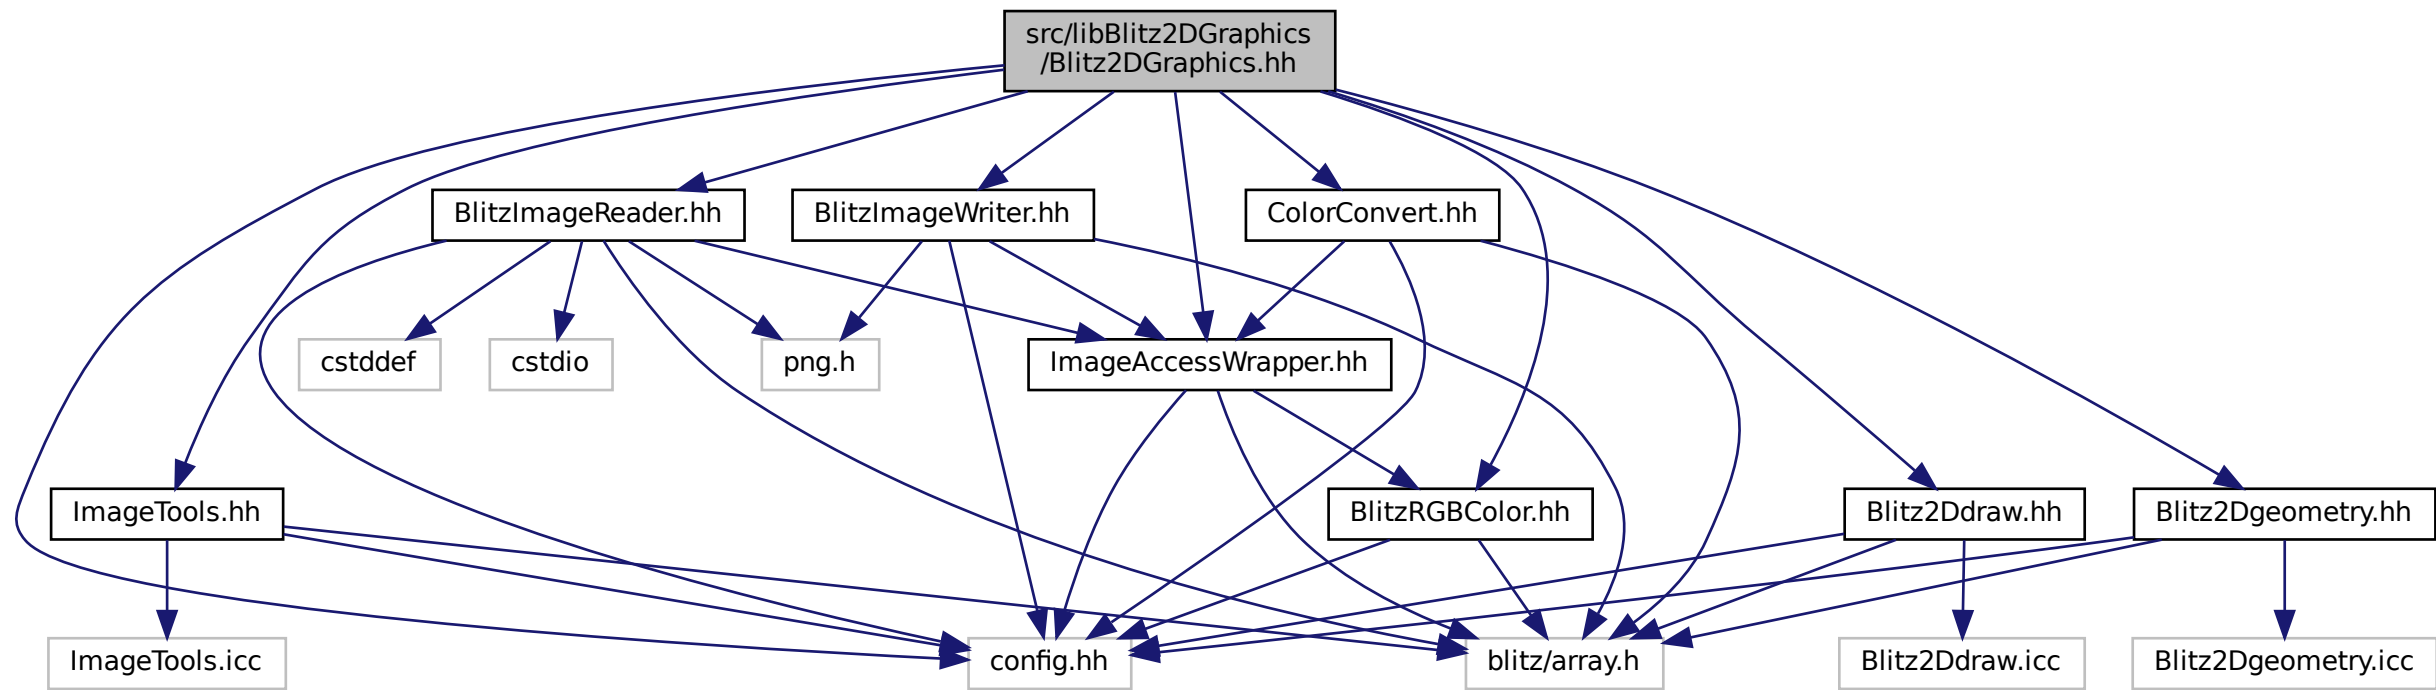 src/libBlitz2DGraphics
/Blitz2DGraphics.hh
BlitzImageReader.hh
BlitzImageWriter.hh
ColorConvert.hh
cstddef
cstdio
png.h
ImageAccessWrapper.hh
ImageTools.hh
BlitzRGBColor.hh
Blitz2Ddraw.hh
Blitz2Dgeometry.hh
ImageTools.icc
config.hh
blitz/array.h
Blitz2Ddraw.icc
Blitz2Dgeometry.icc